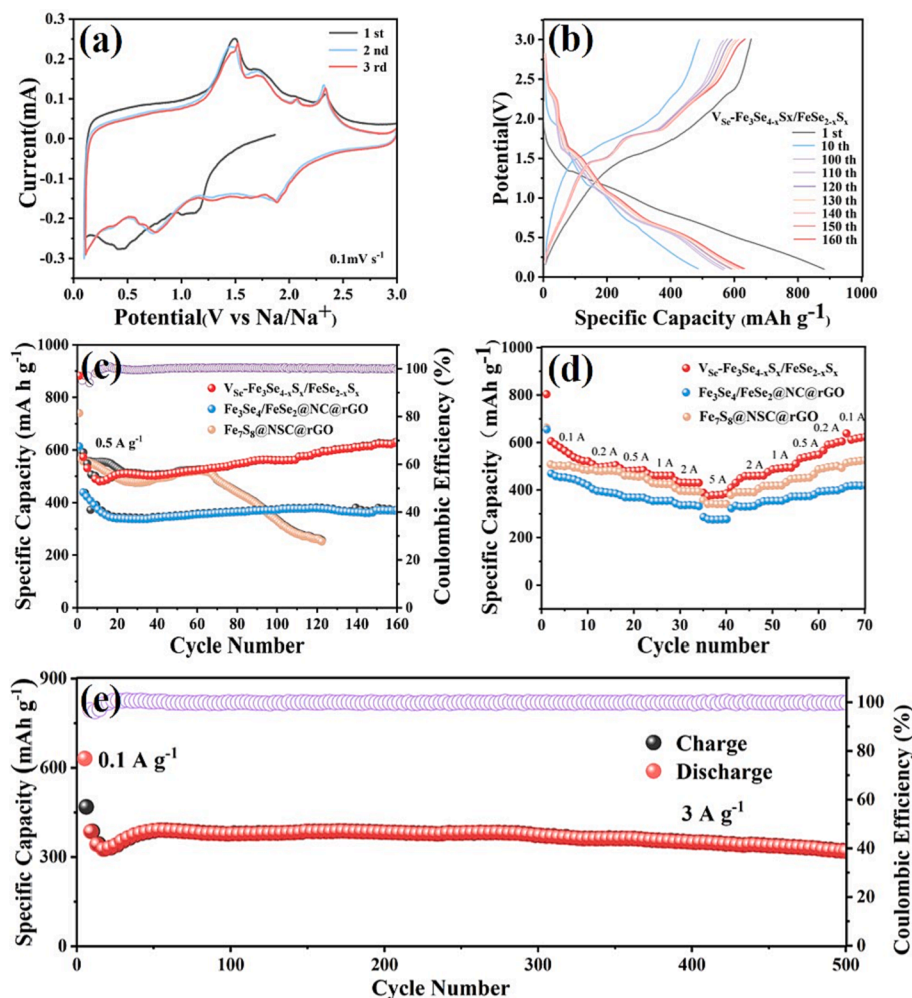 (a)
1 st
2 nd
3 rd
0.1mV s⁻¹
Current(mA)
0.3
0.2
0.1
0.0
-0.1
-0.2
-0.3
0.0 0.5 1.0 1.5 2.0 2.5 3.0
Potential(V vs Na/Na⁺)
(b)
V_Se-Fe₃Se₄₋ₓSx/FeSe₂₋ₓSₓ
1 st
10 th
100 th
110 th
120 th
130 th
140 th
150 th
160 th
Potential(V)
3.0
2.5
2.0
1.5
1.0
0.5
0.0
0 200 400 600 800 1000
Specific Capacity (mAh g⁻¹)
(c)
V_Se-Fe₃Se₄₋ₓSₓ/FeSe₂₋ₓSₓ
Fe₃Se₄/FeSe₂@NC@rGO
Fe₇S₈@NSC@rGO
0.5 A g⁻¹
Specific Capacity (mA h g⁻¹)
1000
800
600
400
200
0
Coulombic Efficiency (%)
100
80
60
40
20
0
0 20 40 60 80 100 120 140 160
Cycle Number
(d)
V_Se-Fe₃Se₄₋ₓSₓ/FeSe₂₋ₓSₓ
Fe₃Se₄/FeSe₂@NC@rGO
Fe₇S₈@NSC@rGO
0.1 A 0.2 A 0.5 A 1 A 2 A 5 A 2 A 1 A 0.5 A 0.2 A 0.1 A
Specific Capacity (mAh g⁻¹)
1000
800
600
400
200
0
0 10 20 30 40 50 60 70
Cycle number
(e)
0.1 A g⁻¹
Charge
Discharge
3 A g⁻¹
Specific Capacity (mAh g⁻¹)
900
600
300
0
Coulombic Efficiency (%)
100
80
60
40
20
0
0 100 200 300 400 500
Cycle Number